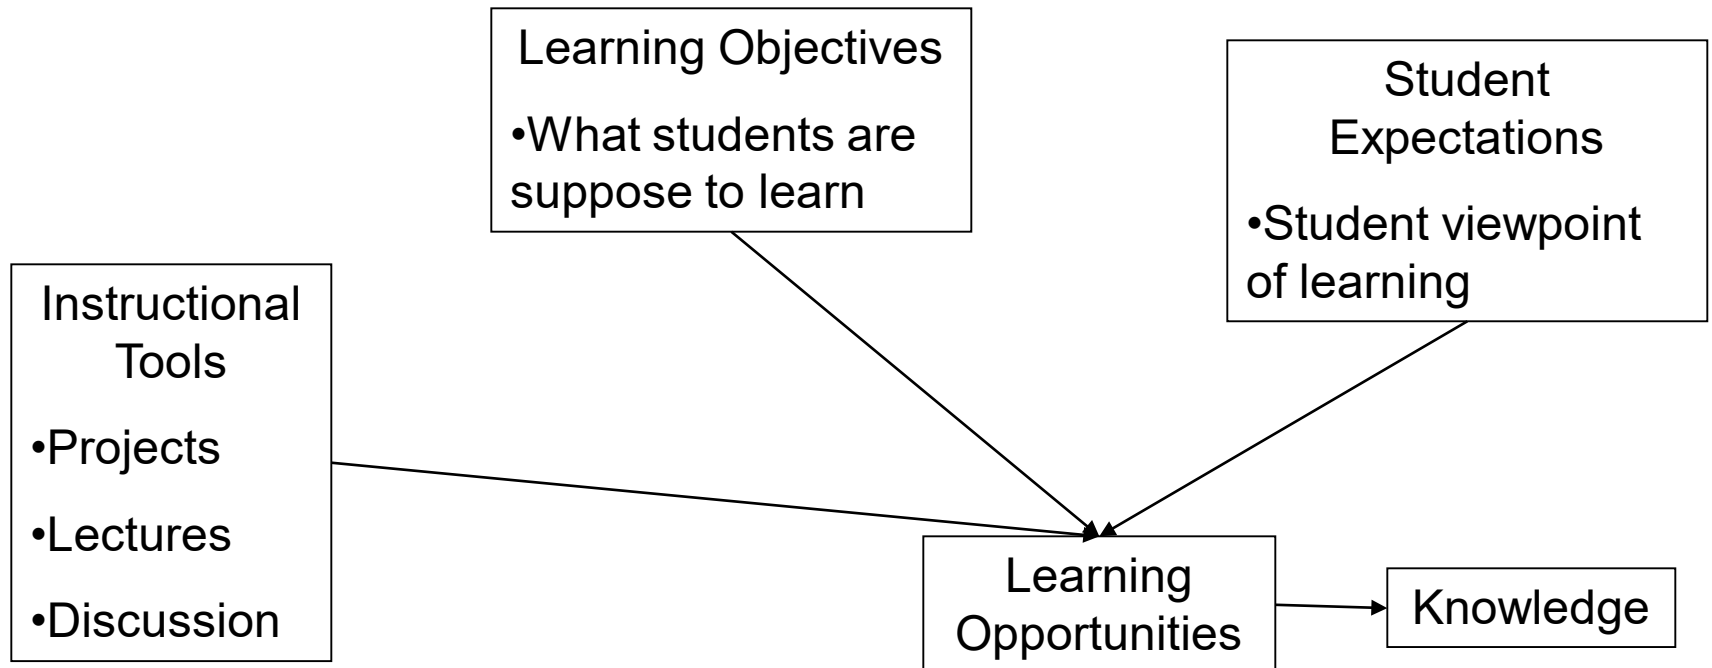 Learning Objectives
•What students are
suppose to learn
Student
Expectations
•Student viewpoint
of learning
Instructional
Tools
•Projects
•Lectures
•Discussion
Learning
Opportunities
Knowledge